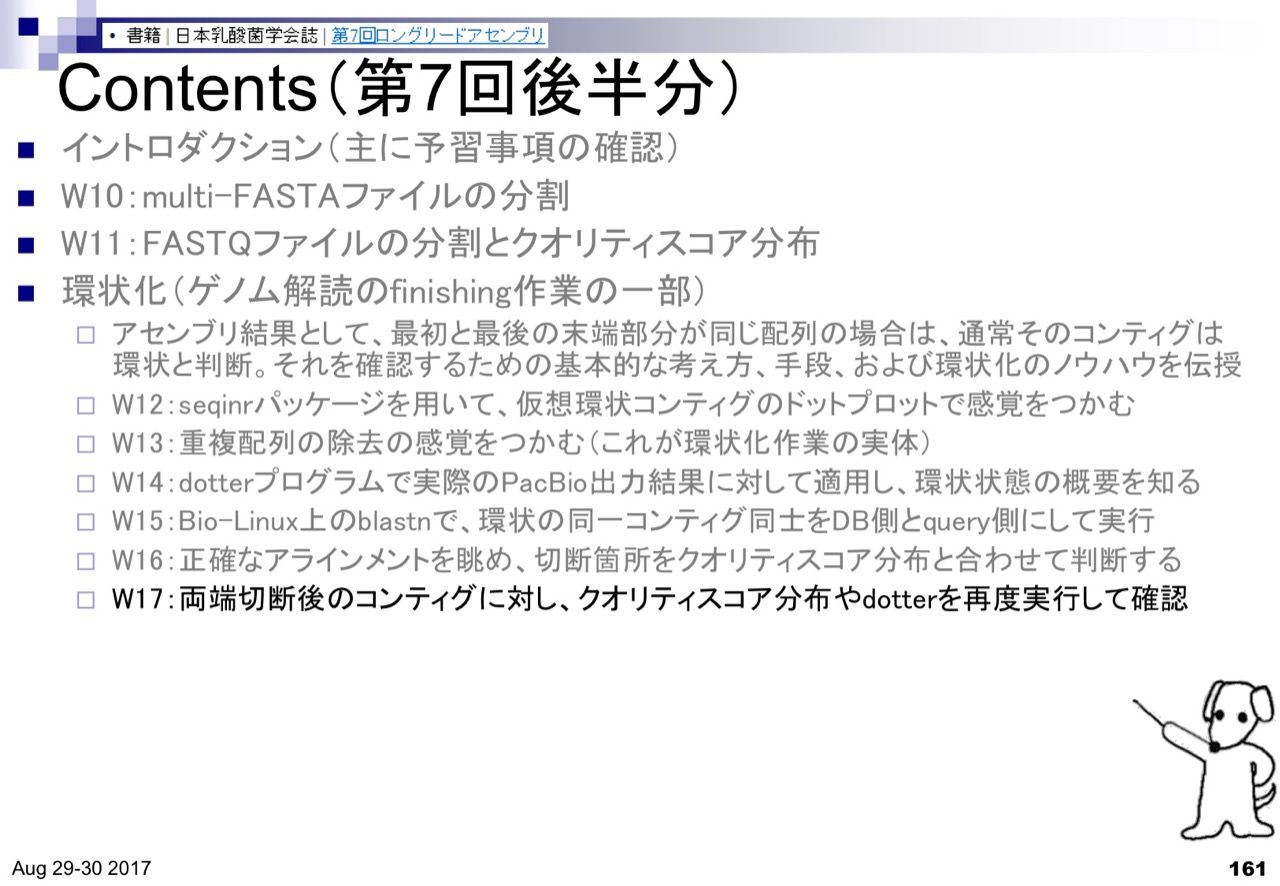 • 書籍 | 日本乳酸菌学会誌 | 第7回ロングリードアセンブリ
Contents（第7回後半分）
イントロダクション（主に予習事項の確認）
W10：multi-FASTAファイルの分割
W11：FASTQファイルの分割とクオリティスコア分布
環状化（ゲノム解読のfinishing作業の一部）
アセンブリ結果として、最初と最後の末端部分が同じ配列の場合は、通常そのコンティグは
環状と判断。それを確認するための基本的な考え方、手段、および環状化のノウハウを伝授
W12：seqinrパッケージを用いて、仮想環状コンティグのドットプロットで感覚をつかむ
W13：重複配列の除去の感覚をつかむ（これが環状化作業の実体）
W14：dotterプログラムで実際のPacBio出力結果に対して適用し、環状状態の概要を知る
W15：Bio-Linux上のblastnで、環状の同一コンティグ同士をDB側とquery側にして実行
W16：正確なアラインメントを眺め、切断箇所をクオリティスコア分布と合わせて判断する
W17：両端切断後のコンティグに対し、クオリティスコア分布やdotterを再度実行して確認
Aug 29-30 2017
161